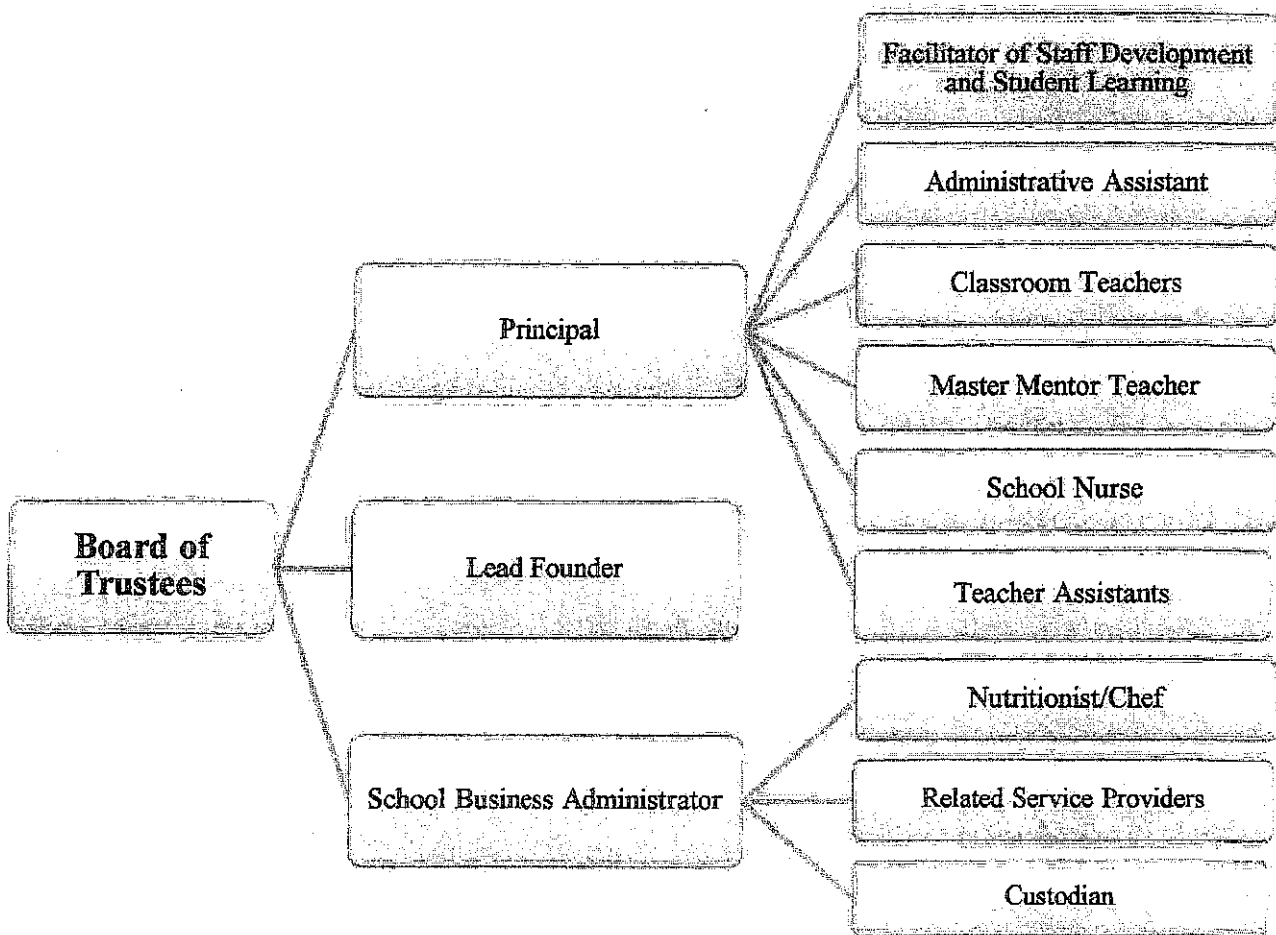 Facilitator of Staff Development
and Student Learning
Administrative Assistant
Classroom Teachers
Principal
Master Mentor Teacher
School Nurse
Board of
Trustees
Lead Founder
Teacher Assistants
Nutritionist/Chef
School Business Administrator
Related Service Providers
Custodian